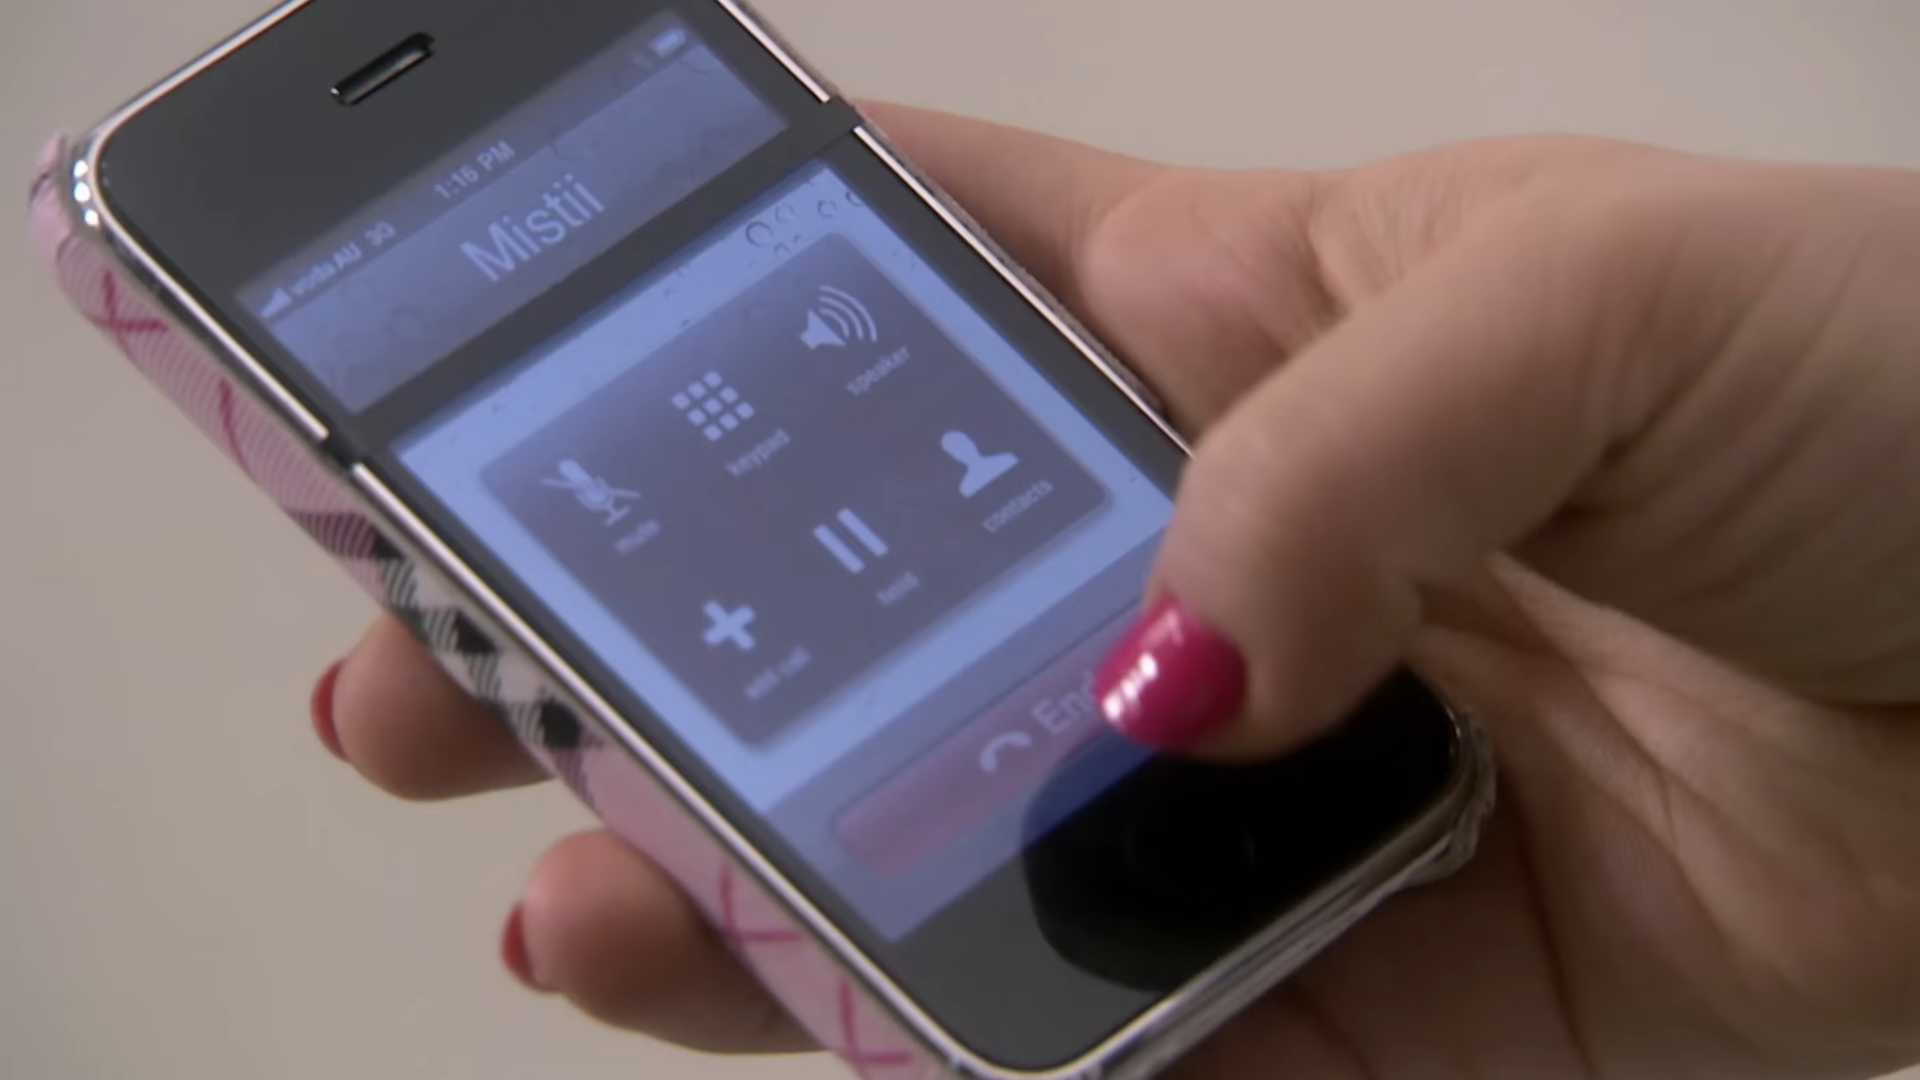 voda AU 3G 1:16 PM
Mistii
mute keypad speaker
add call hold contacts
End